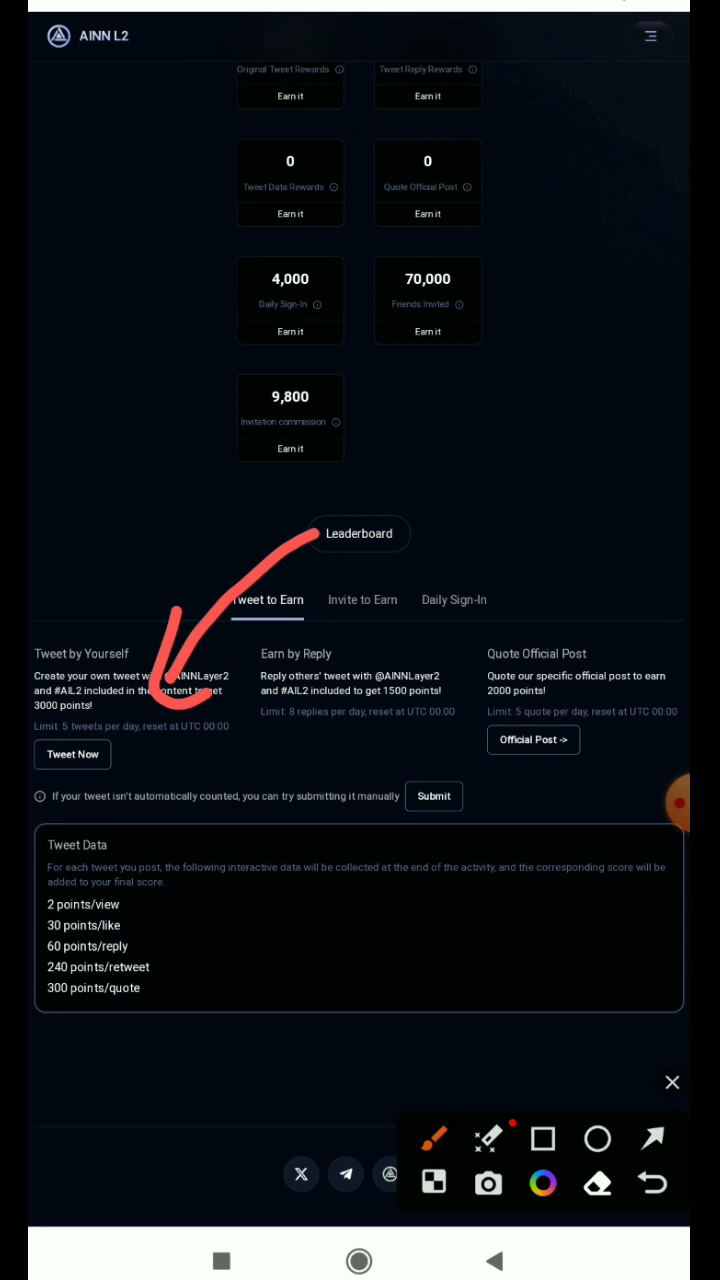 AINN L2
Original Tweet Rewards
Earn it
Tweet Reply Rewards
Earn it
0
Tweet Data Rewards
Earn it
0
Quote Official Post
Earn it
4,000
Daily Sign-In
Earn it
70,000
Friends Invited
Earn it
9,800
Invitation commission
Earn it
Leaderboard
Tweet to Earn
Invite to Earn
Daily Sign-In
Tweet by Yourself
Create your own tweet with @AINNLayer2
and #AIL2 included in the content to get
3000 points!
Limit: 5 tweets per day, reset at UTC 00:00
Tweet Now
Earn by Reply
Reply others' tweet with @AINNLayer2
and #AIL2 included to get 1500 points!
Limit: 8 replies per day, reset at UTC 00:00
Quote Official Post
Quote our specific official post to earn
2000 points!
Limit: 5 quote per day, reset at UTC 00:00
Official Post ->
If your tweet isn't automatically counted, you can try submitting it manually
Submit
Tweet Data
For each tweet you post, the following interactive data will be collected at the end of the activity, and the corresponding score will be
added to your final score.
2 points/view
30 points/like
60 points/reply
240 points/retweet
300 points/quote